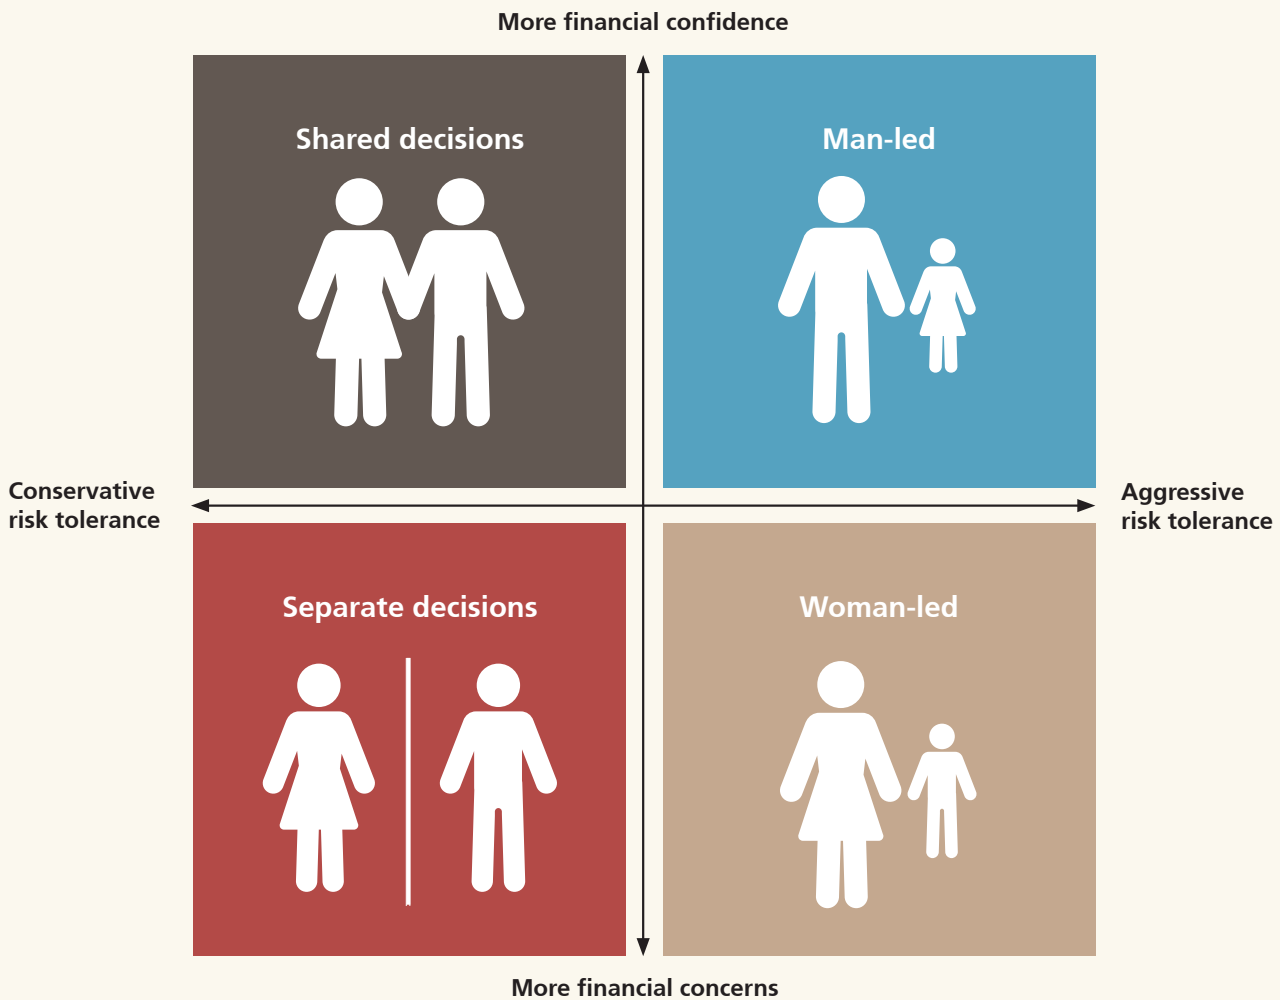 More financial confidence
Shared decisions
Man-led
Conservative
risk tolerance
Aggressive
risk tolerance
Separate decisions
Woman-led
More financial concerns